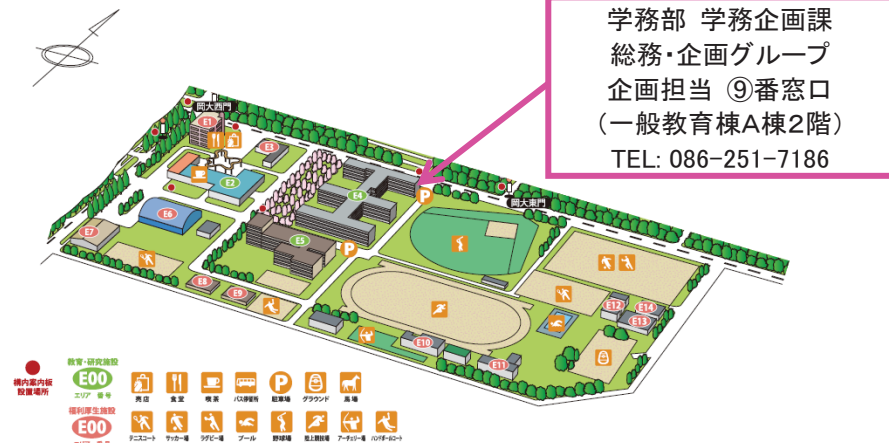 学務部 学務企画課
総務・企画グループ
企画担当 ⑨番窓口
（一般教育棟A棟2階）
TEL: 086-251-7186
岡大西門
E1
E3
E2
E4
P
岡大東門
E6
E7
E5
P
E8
E9
E12
E14
E13
E10
E11
構内案内板
設置場所
教育・研究施設
E00
エリア 番号
売店
食堂
喫茶
バス停留所
駐車場
グラウンド
馬場
福利厚生施設
E00
エリア 番号
テニスコート
サッカー場
ラグビー場
プール
野球場
陸上競技場
アーチェリー場
ハンドボールコート